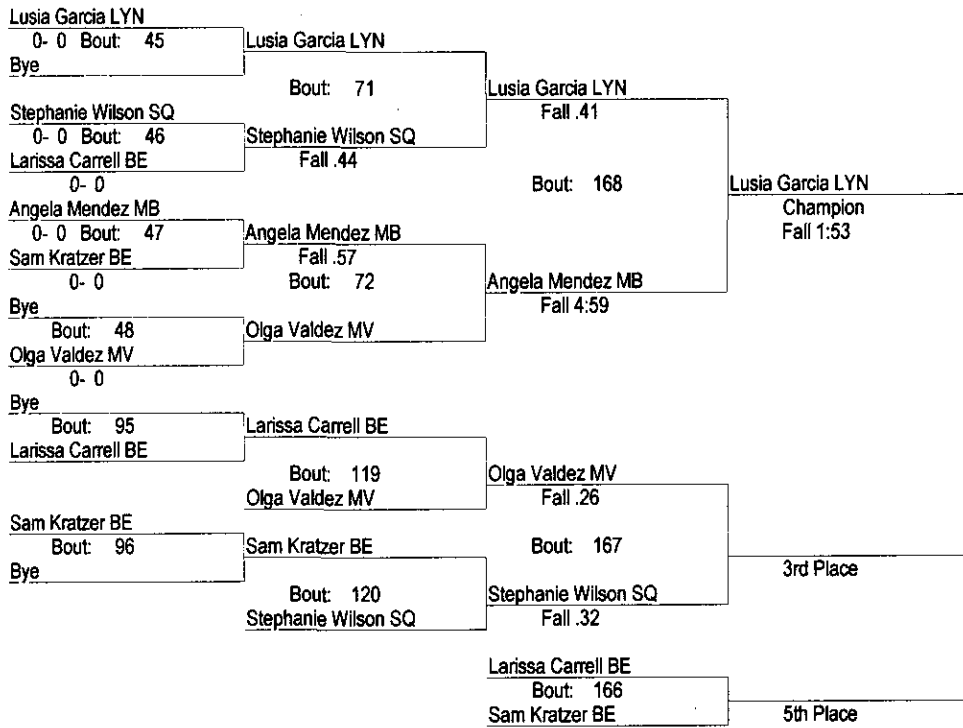 Lusia Garcia LYN
0- 0 Bout: 45
Bye
Lusia Garcia LYN
Bout: 71
Stephanie Wilson SQ
0- 0 Bout: 46
Larissa Carrell BE
0- 0
Stephanie Wilson SQ
Fall .44
Lusia Garcia LYN
Fall .41
Bout: 168
Angela Mendez MB
0- 0 Bout: 47
Sam Kratzer BE
0- 0
Angela Mendez MB
Fall .57
Bout: 72
Bye
Bout: 48
Olga Valdez MV
0- 0
Olga Valdez MV
Angela Mendez MB
Fall 4:59
Lusia Garcia LYN
Champion
Fall 1:53
Bye
Bout: 95
Larissa Carrell BE
Larissa Carrell BE
Bout: 119
Olga Valdez MV
Olga Valdez MV
Fall .26
Bout: 167
Sam Kratzer BE
Bout: 96
Bye
Sam Kratzer BE
Bout: 120
Stephanie Wilson SQ
Stephanie Wilson SQ
Fall .32
3rd Place
Larissa Carrell BE
Bout: 166
Sam Kratzer BE
5th Place